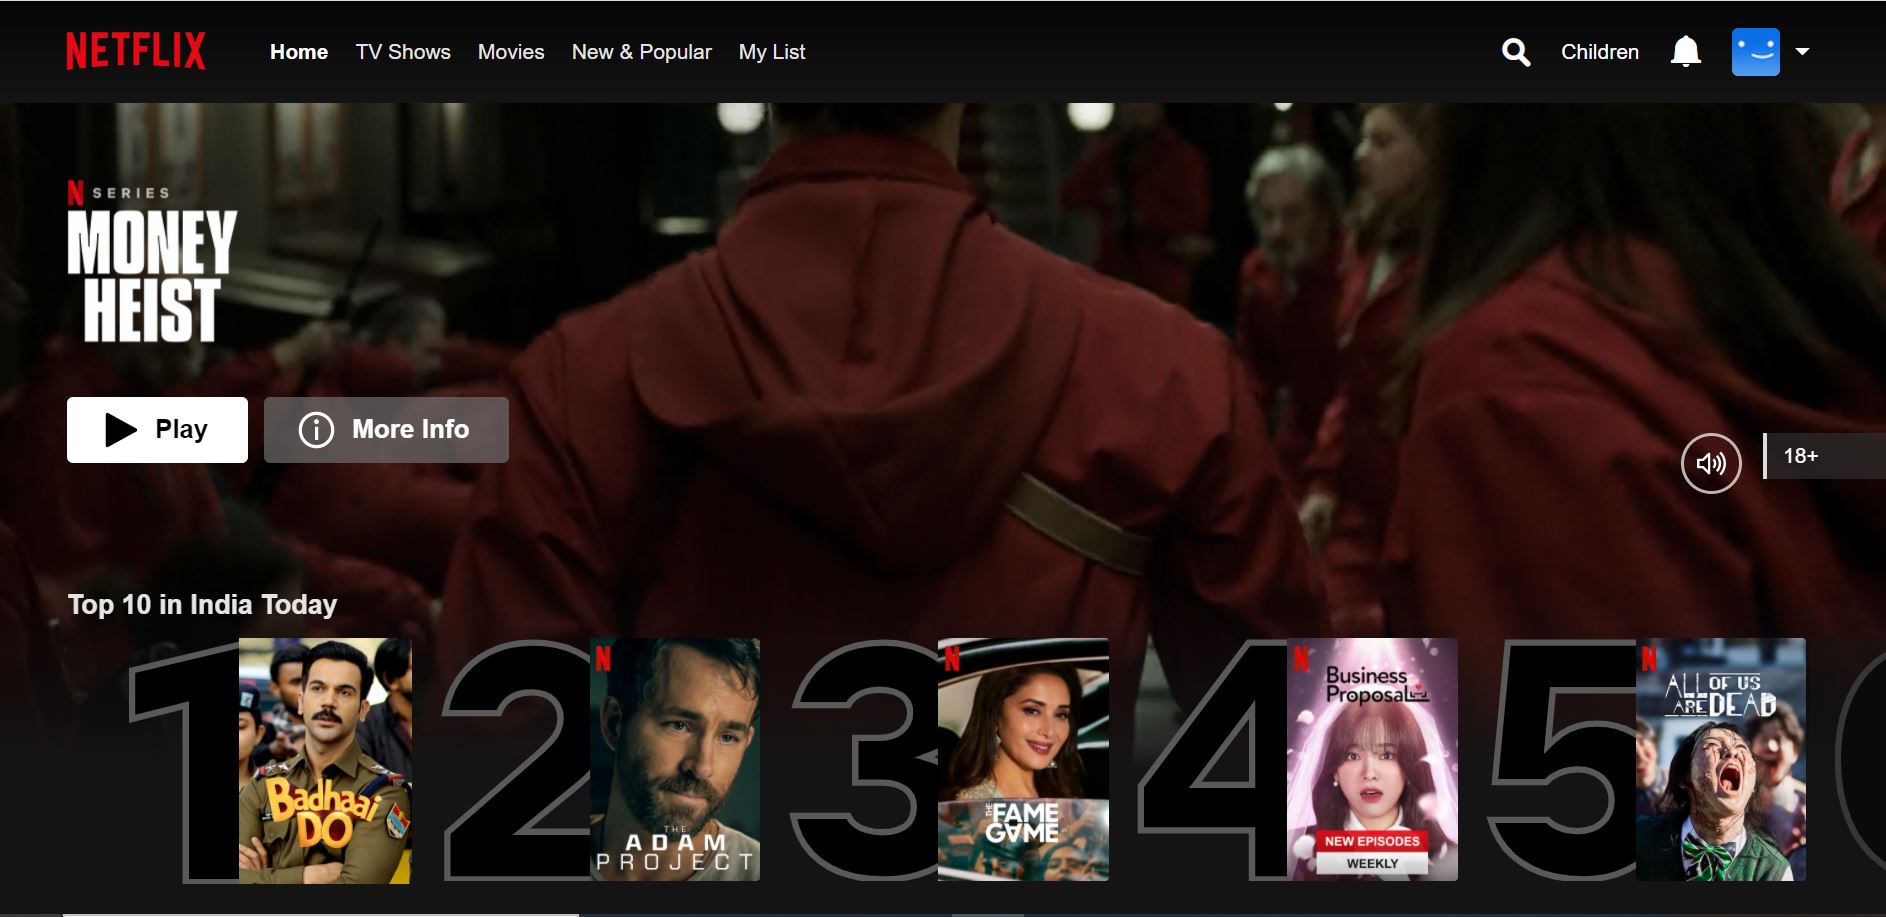 NETFLIX
Home TV Shows Movies New & Popular My List
Children
N SERIES
MONEY
HEIST
Play
More Info
18+
Top 10 in India Today
1
Badhaai
DO
2
N
THE
ADAM
PROJECT
3
N
THE
FAME
GAME
4
N
Business
Proposal
NEW EPISODES
WEEKLY
5
N
ALL OF US
ARE DEAD